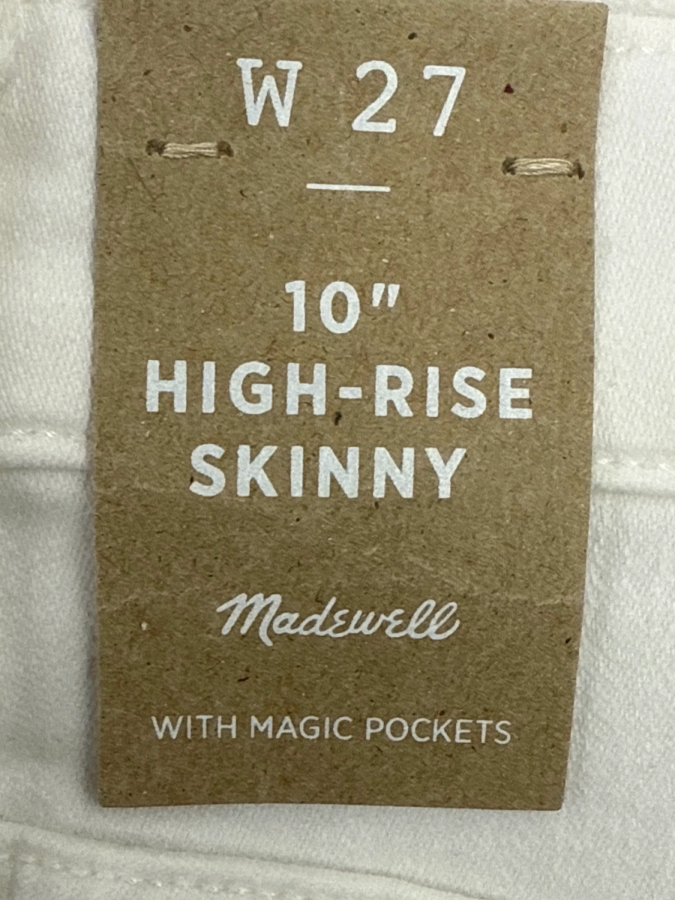 W 27
10"
HIGH-RISE
SKINNY
Madewell
WITH MAGIC POCKETS